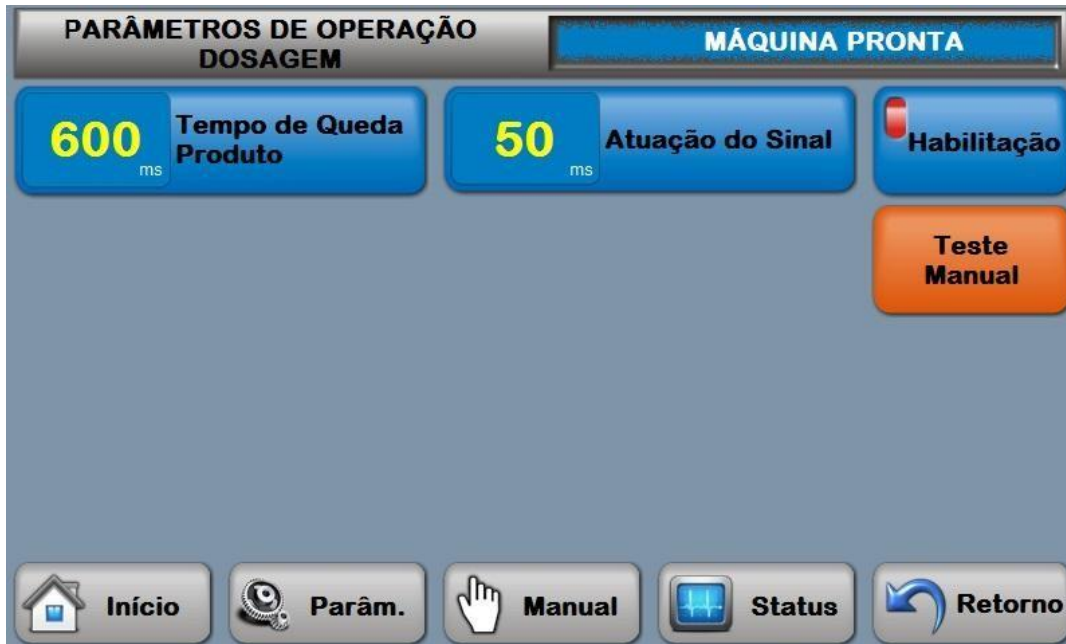 PARÂMETROS DE OPERAÇÃO
DOSAGEM
MÁQUINA PRONTA
600
ms
Tempo de Queda
Produto
50
ms
Atuação do Sinal
Habilitação
Teste
Manual
Início
Parâm.
Manual
Status
Retorno